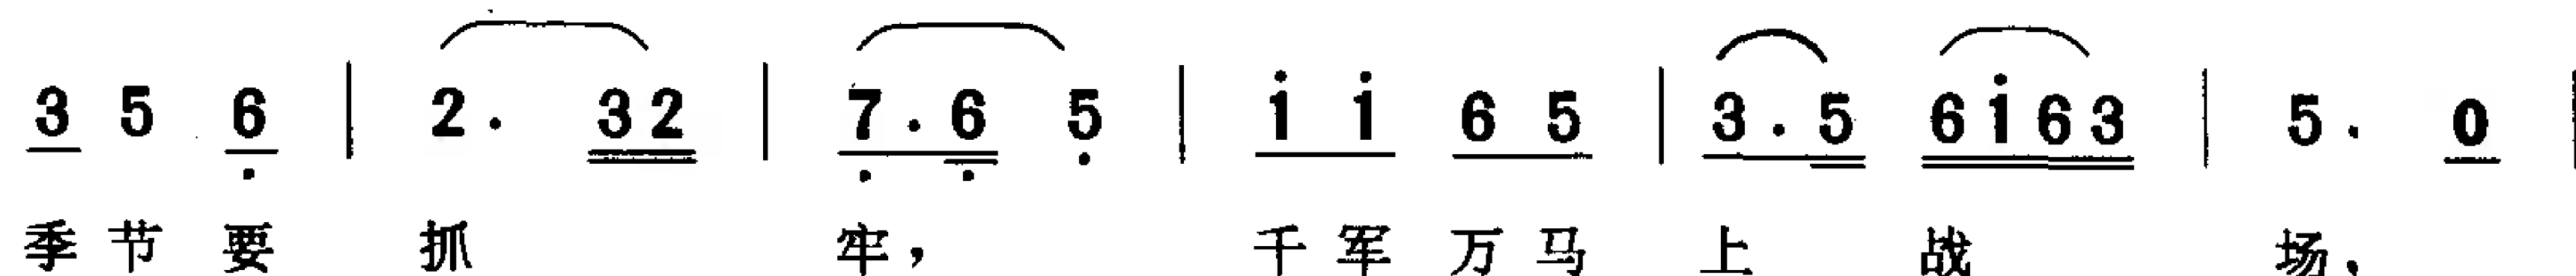 3 5 6 | 2. 32 | 7.6 5 | i i 6 5 | 3.5 6i63 | 5. 0 |
季节要 抓 牢， 千军万马 上 战 场，